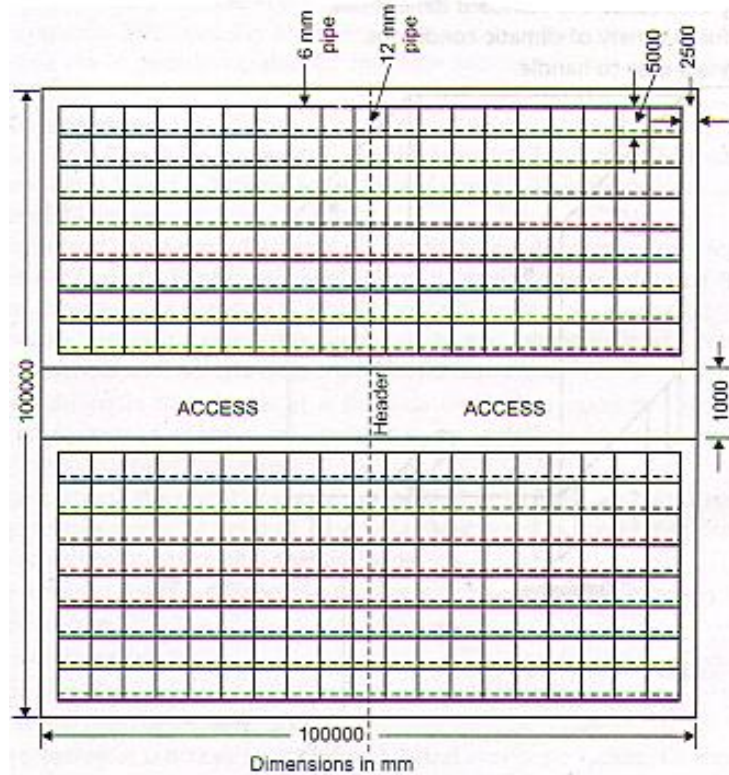 6 mm
pipe
12 mm
pipe
5000
2500
100000
ACCESS
Header
ACCESS
1000
100000
Dimensions in mm